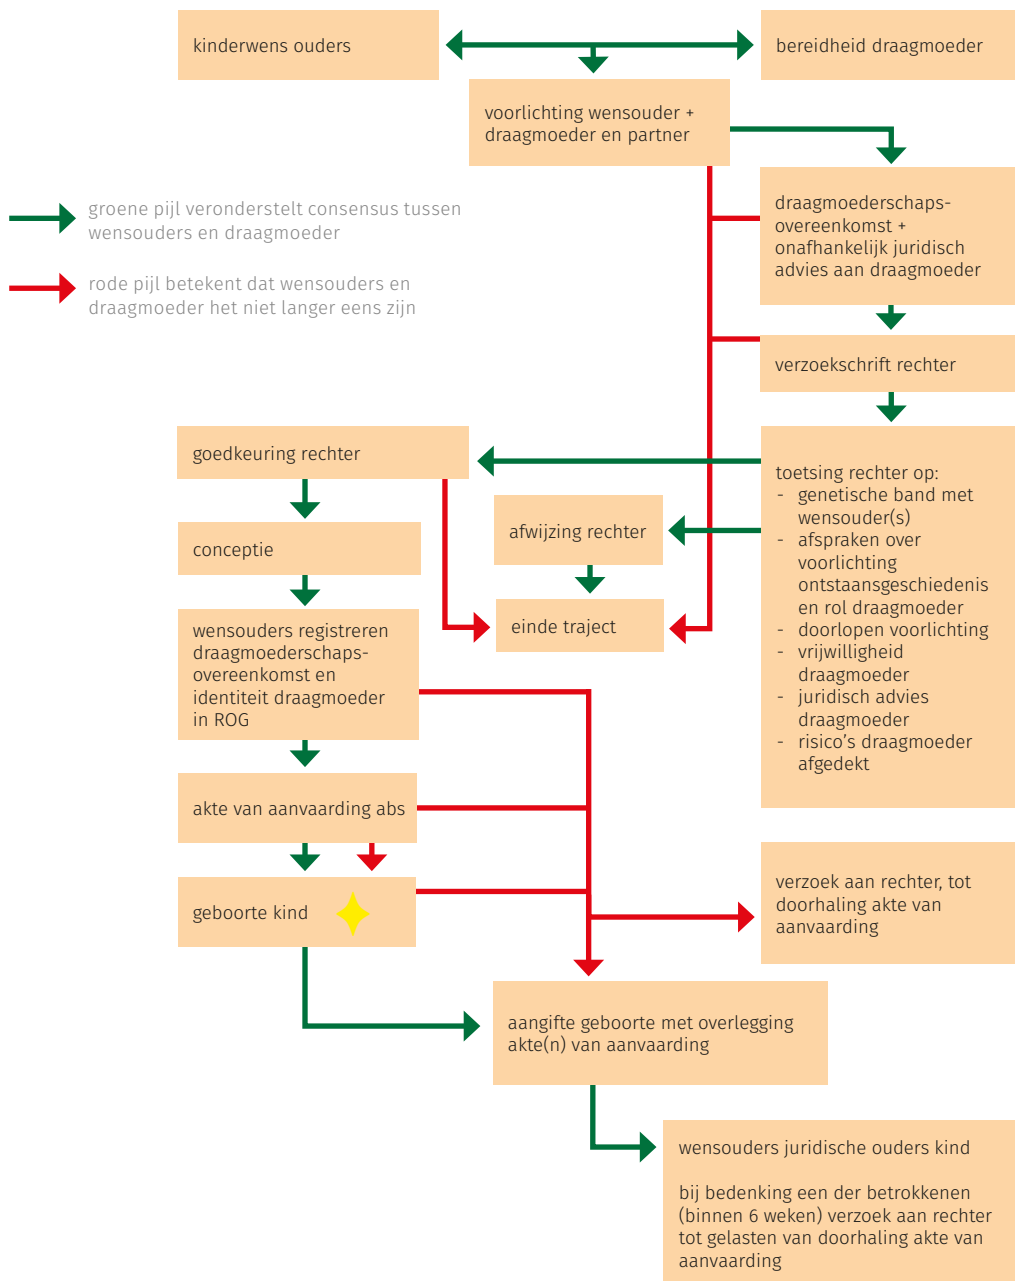 kinderwens ouders
bereidheid draagmoeder
voorlichting wensouder +
draagmoeder en partner
groene pijl veronderstelt consensus tussen
wensouders en draagmoeder
rode pijl betekent dat wensouders en
draagmoeder het niet langer eens zijn
draagmoederschaps-
overeenkomst +
onafhankelijk juridisch
advies aan draagmoeder
verzoekschrift rechter
goedkeuring rechter
toetsing rechter op:
- genetische band met
wensouder(s)
- afspraken over
voorlichting
ontstaansgeschiedenis
en rol draagmoeder
- doorlopen voorlichting
- vrijwilligheid
draagmoeder
- juridisch advies
draagmoeder
- risico's draagmoeder
afgedekt
afwijzing rechter
conceptie
einde traject
wensouders registreren
draagmoederschaps-
overeenkomst en
identiteit draagmoeder
in ROG
akte van aanvaarding abs
geboorte kind
verzoek aan rechter, tot
doorhaling akte van
aanvaarding
aangifte geboorte met overlegging
akte(n) van aanvaarding
wensouders juridische ouders kind
bij bedenking een der betrokkenen
(binnen 6 weken) verzoek aan rechter
tot gelasten van doorhaling akte van
aanvaarding